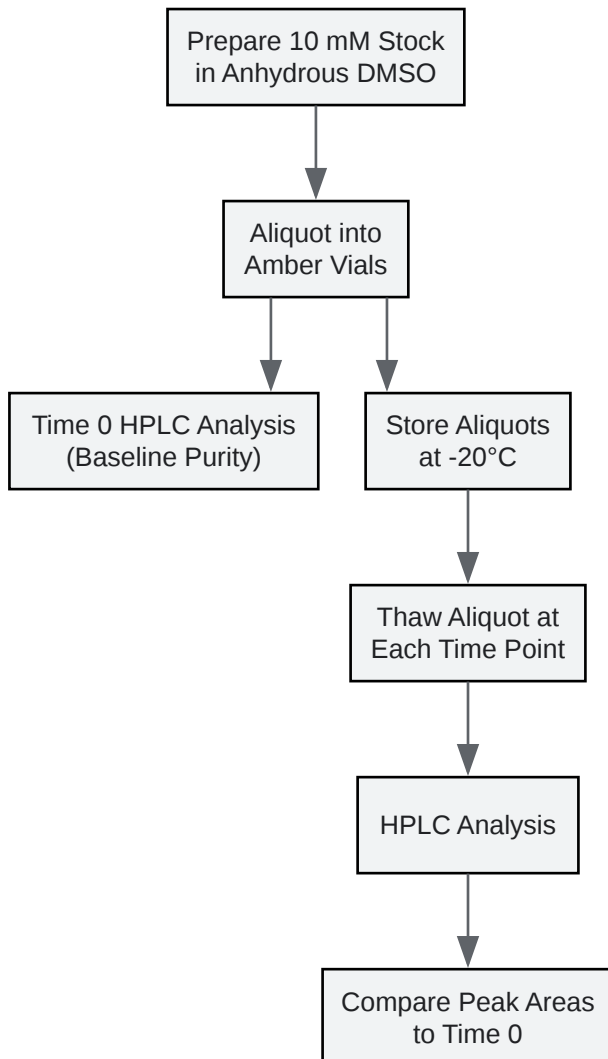 Prepare 10 mM Stock
in Anhydrous DMSO
Aliquot into
Amber Vials
Time 0 HPLC Analysis
(Baseline Purity)
Store Aliquots
at -20°C
Thaw Aliquot at
Each Time Point
HPLC Analysis
Compare Peak Areas
to Time 0